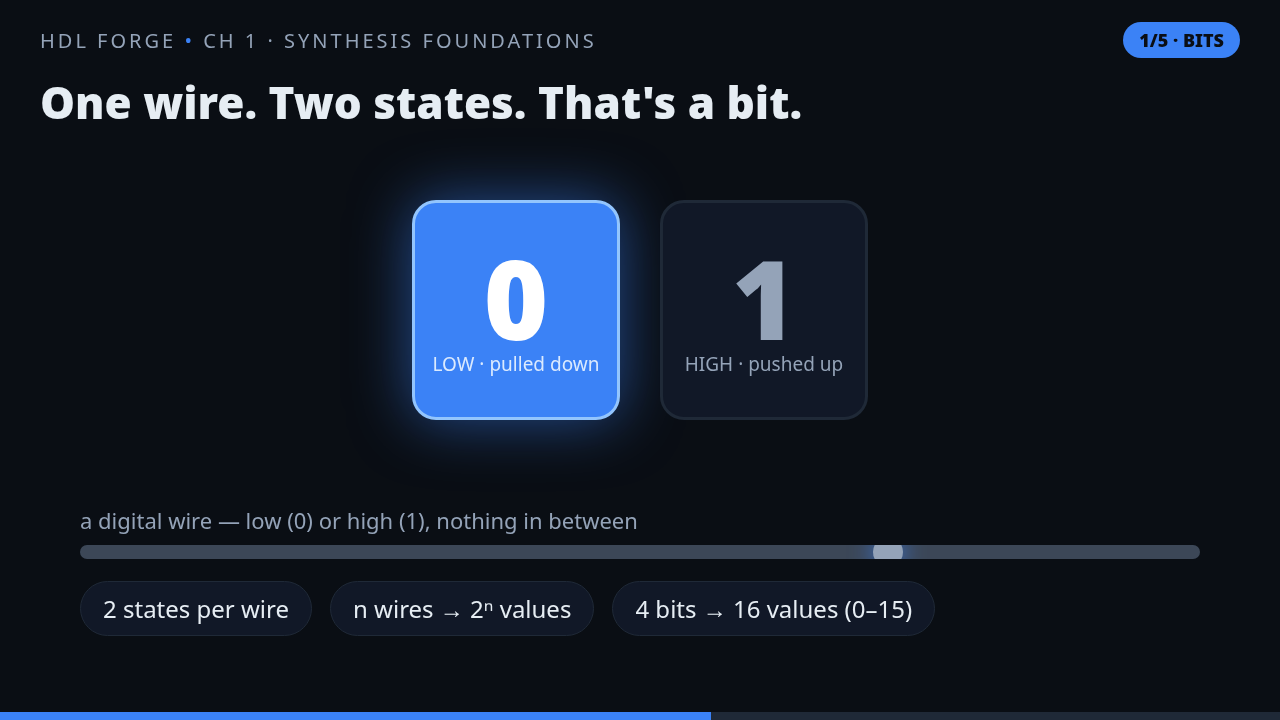 HDL FORGE • CH 1 · SYNTHESIS FOUNDATIONS
1/5 · BITS
One wire. Two states. That's a bit.
0
LOW · pulled down
1
HIGH · pushed up
a digital wire — low (0) or high (1), nothing in between
2 states per wire
n wires → 2ⁿ values
4 bits → 16 values (0–15)